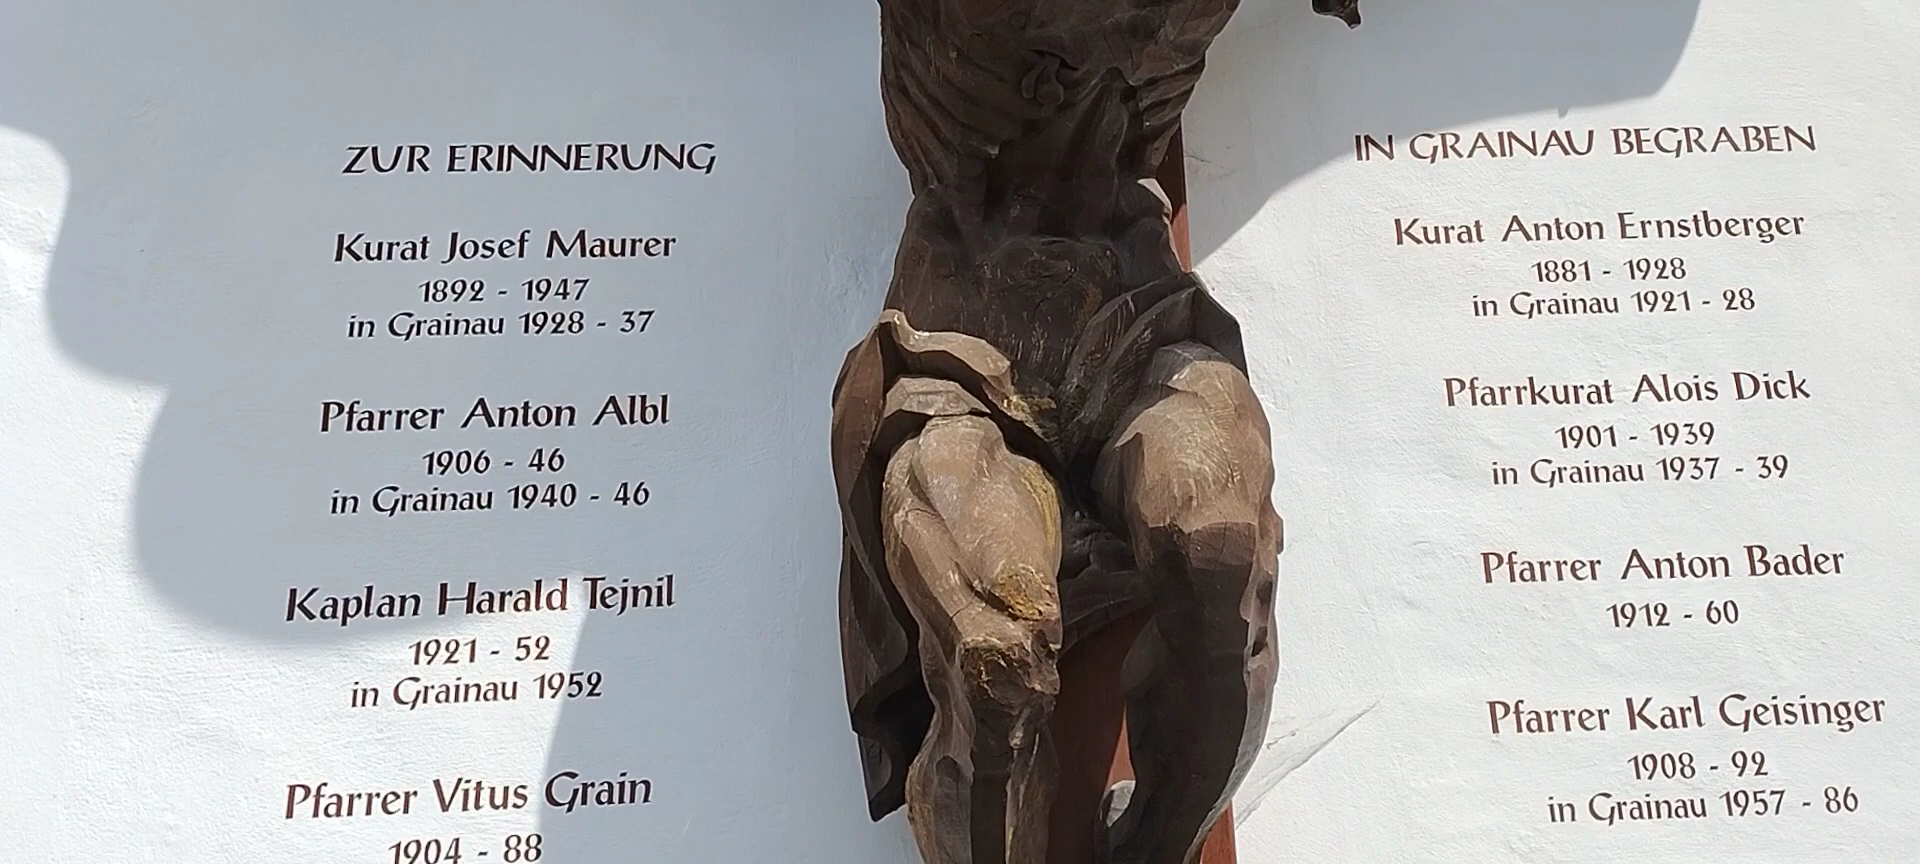 ZUR ERINNERUNG
Kurat Josef Maurer
1892 - 1947
in Grainau 1928 - 37
Pfarrer Anton Albl
1906 - 46
in Grainau 1940 - 46
Kaplan Harald Tejnil
1921 - 52
in Grainau 1952
Pfarrer Vitus Grain
1904 - 88
IN GRAINAU BEGRABEN
Kurat Anton Ernstberger
1881 - 1928
in Grainau 1921 - 28
Pfarrkurat Alois Dick
1901 - 1939
in Grainau 1937 - 39
Pfarrer Anton Bader
1912 - 60
Pfarrer Karl Geisinger
1908 - 92
in Grainau 1957 - 86